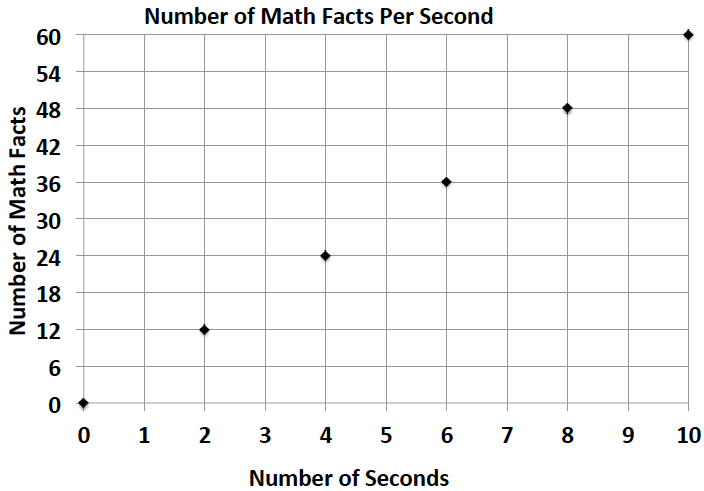 Number of Math Facts Per Second
Number of Math Facts
60
54
48
42
36
30
24
18
12
6
0
0 1 2 3 4 5 6 7 8 9 10
Number of Seconds